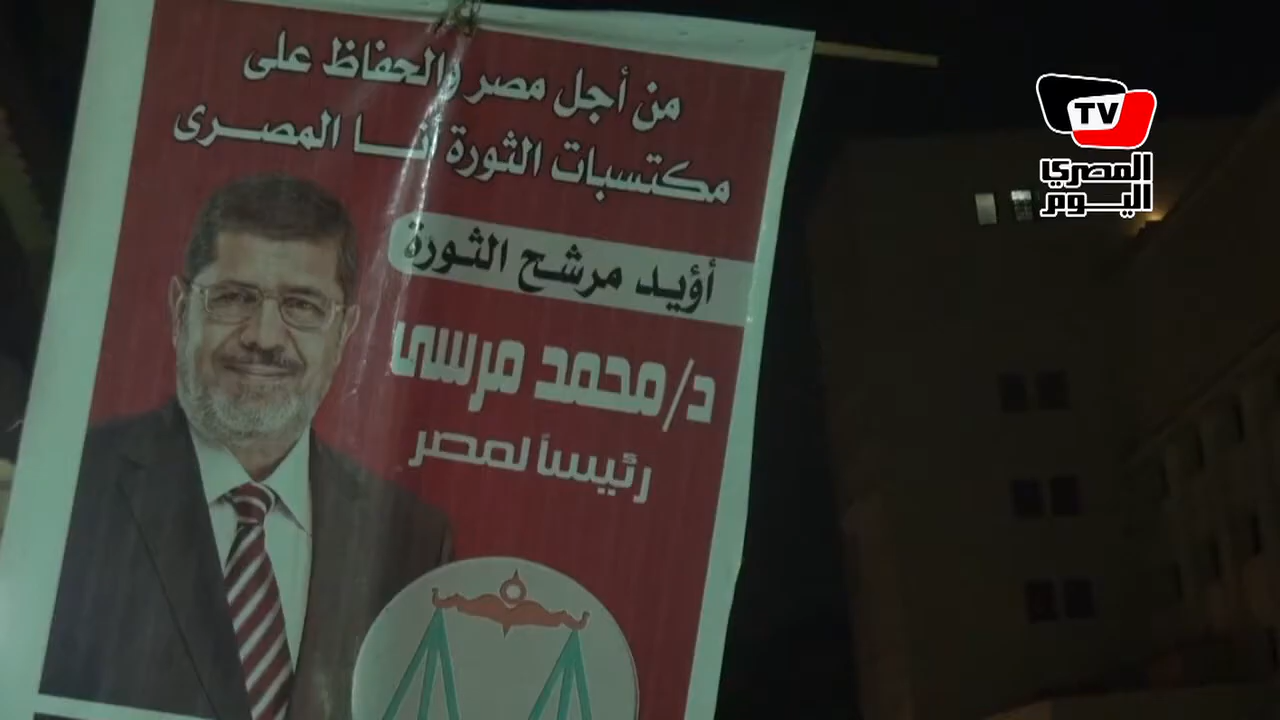 من أجل مصر والحفاظ على
مكتسبات الثورة أنا المصرى
أؤيد مرشح الثورة
د/محمد مرسى
رئيساً لمصر
TV
المصري
اليوم